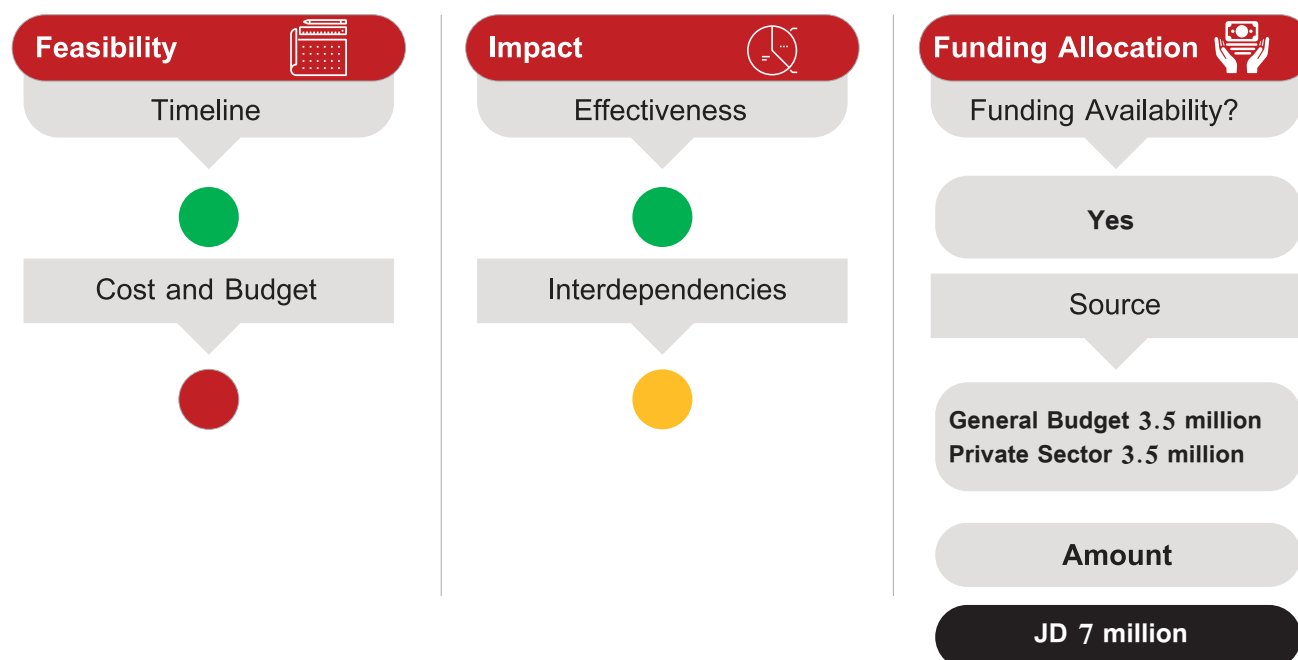 Feasibility
Timeline
Cost and Budget
Impact
Effectiveness
Interdependencies
Funding Allocation
Funding Availability?
Yes
Source
General Budget 3.5 million
Private Sector 3.5 million
Amount
JD 7 million